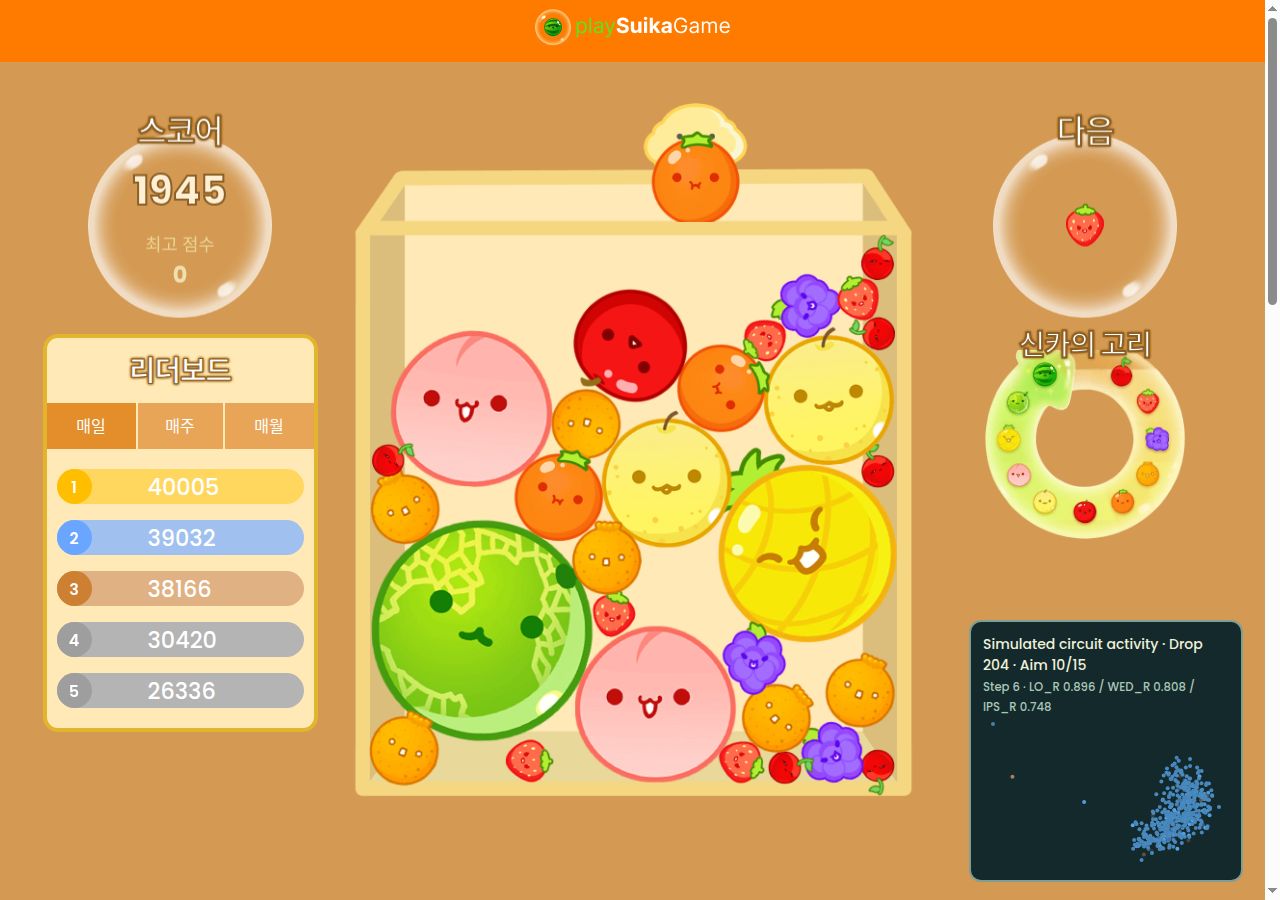 playSuikaGame
스코어
1945
최고 점수
0
다음
신카의 고리
리더보드
매일 매주 매월
1 40005
2 39032
3 38166
4 30420
5 26336
Simulated circuit activity · Drop
204 · Aim 10/15
Step 6 · LO_R 0.896 / WED_R 0.808 /
IPS_R 0.748